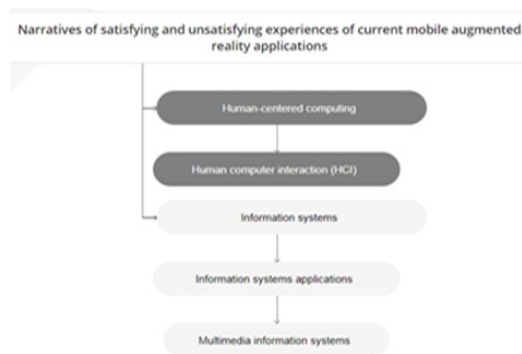 Narratives of satisfying and unsatisfying experiences of current mobile augmented
reality applications
Human-centered computing
Human computer interaction (HCI)
Information systems
Information systems applications
Multimedia information systems